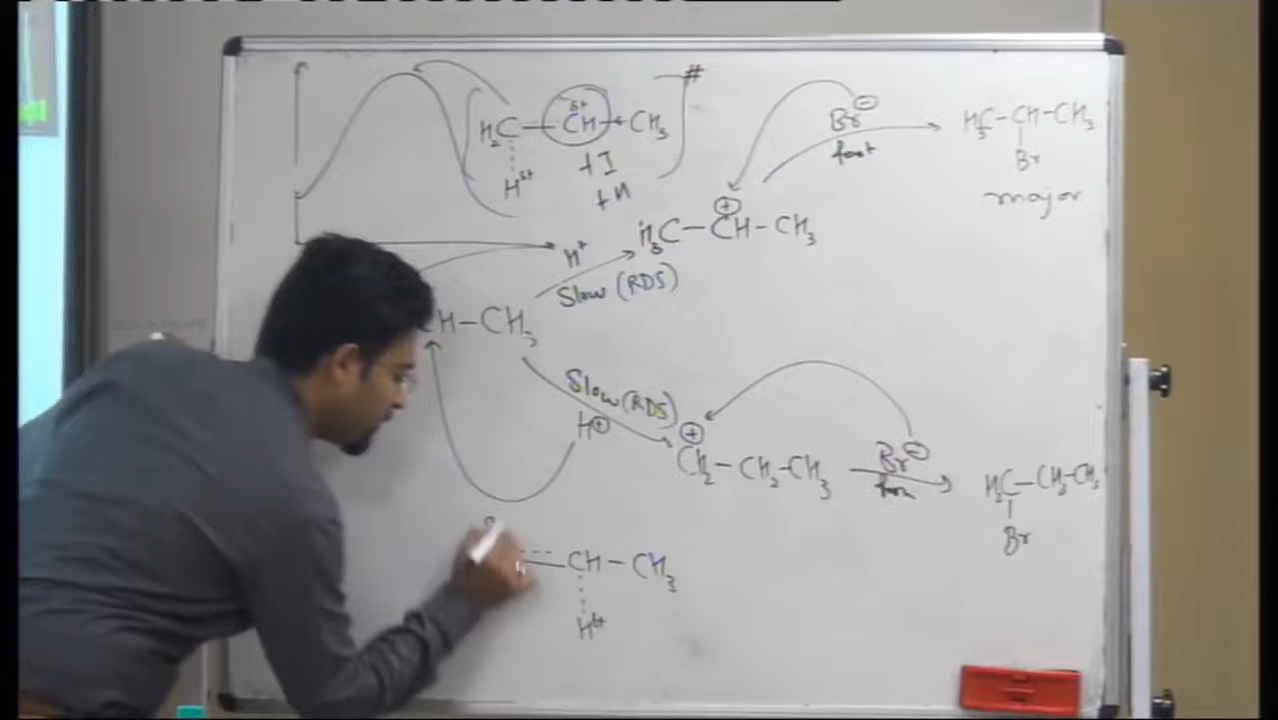 δ+
H₂C—CH—CH₃
H^δ+
+I
+H
#
Br⊖
fast
H₃C—CH—CH₃
Br
major
⊕
H₃C—CH—CH₃
H⁺
Slow (RDS)
CH—CH₃
Slow (RDS)
H⊕
⊕
CH₂—CH₂—CH₃
Br⊖
H₂C—CH₂—CH₃
Br
CH—CH₃
H^δ+